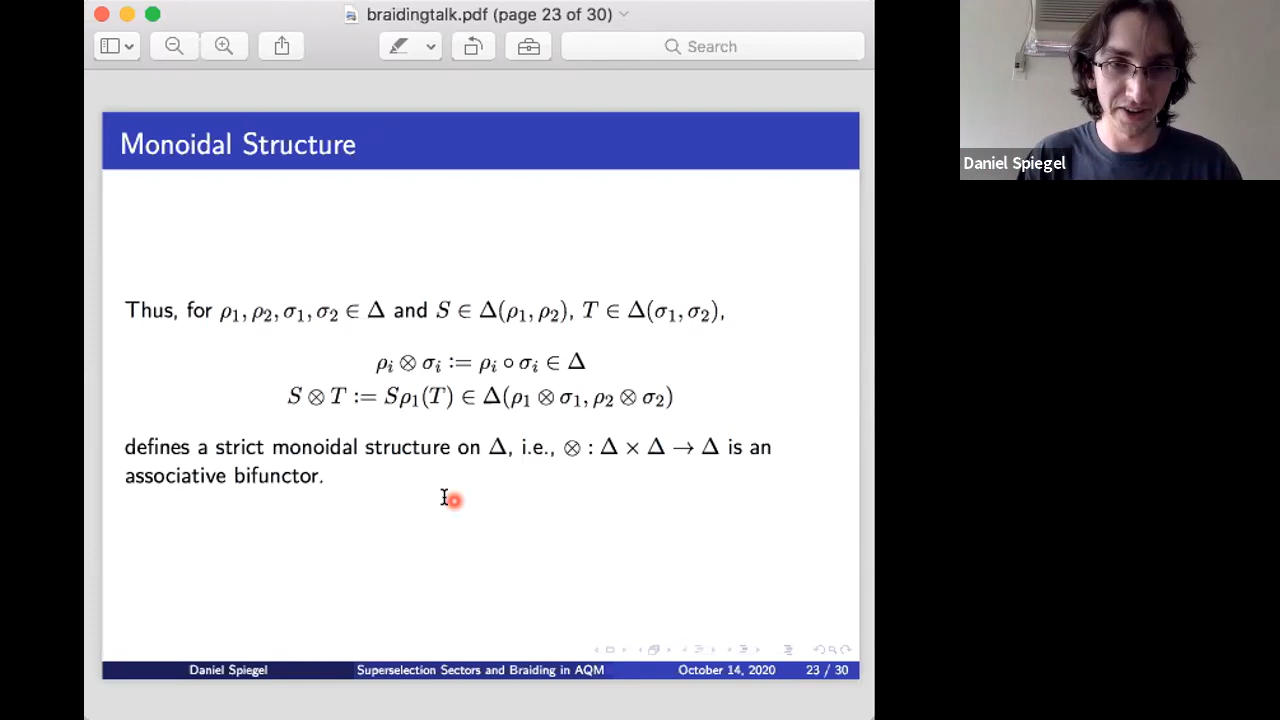 braidingtalk.pdf (page 23 of 30)
Search
Daniel Spiegel
Monoidal Structure
Thus, for ρ₁, ρ₂, σ₁, σ₂ ∈ Δ and S ∈ Δ(ρ₁, ρ₂), T ∈ Δ(σ₁, σ₂),
ρᵢ ⊗ σᵢ := ρᵢ ∘ σᵢ ∈ Δ
S ⊗ T := Sρ₁(T) ∈ Δ(ρ₁ ⊗ σ₁, ρ₂ ⊗ σ₂)
defines a strict monoidal structure on Δ, i.e., ⊗ : Δ × Δ → Δ is an
associative bifunctor.
Daniel Spiegel Superselection Sectors and Braiding in AQM October 14, 2020 23 / 30